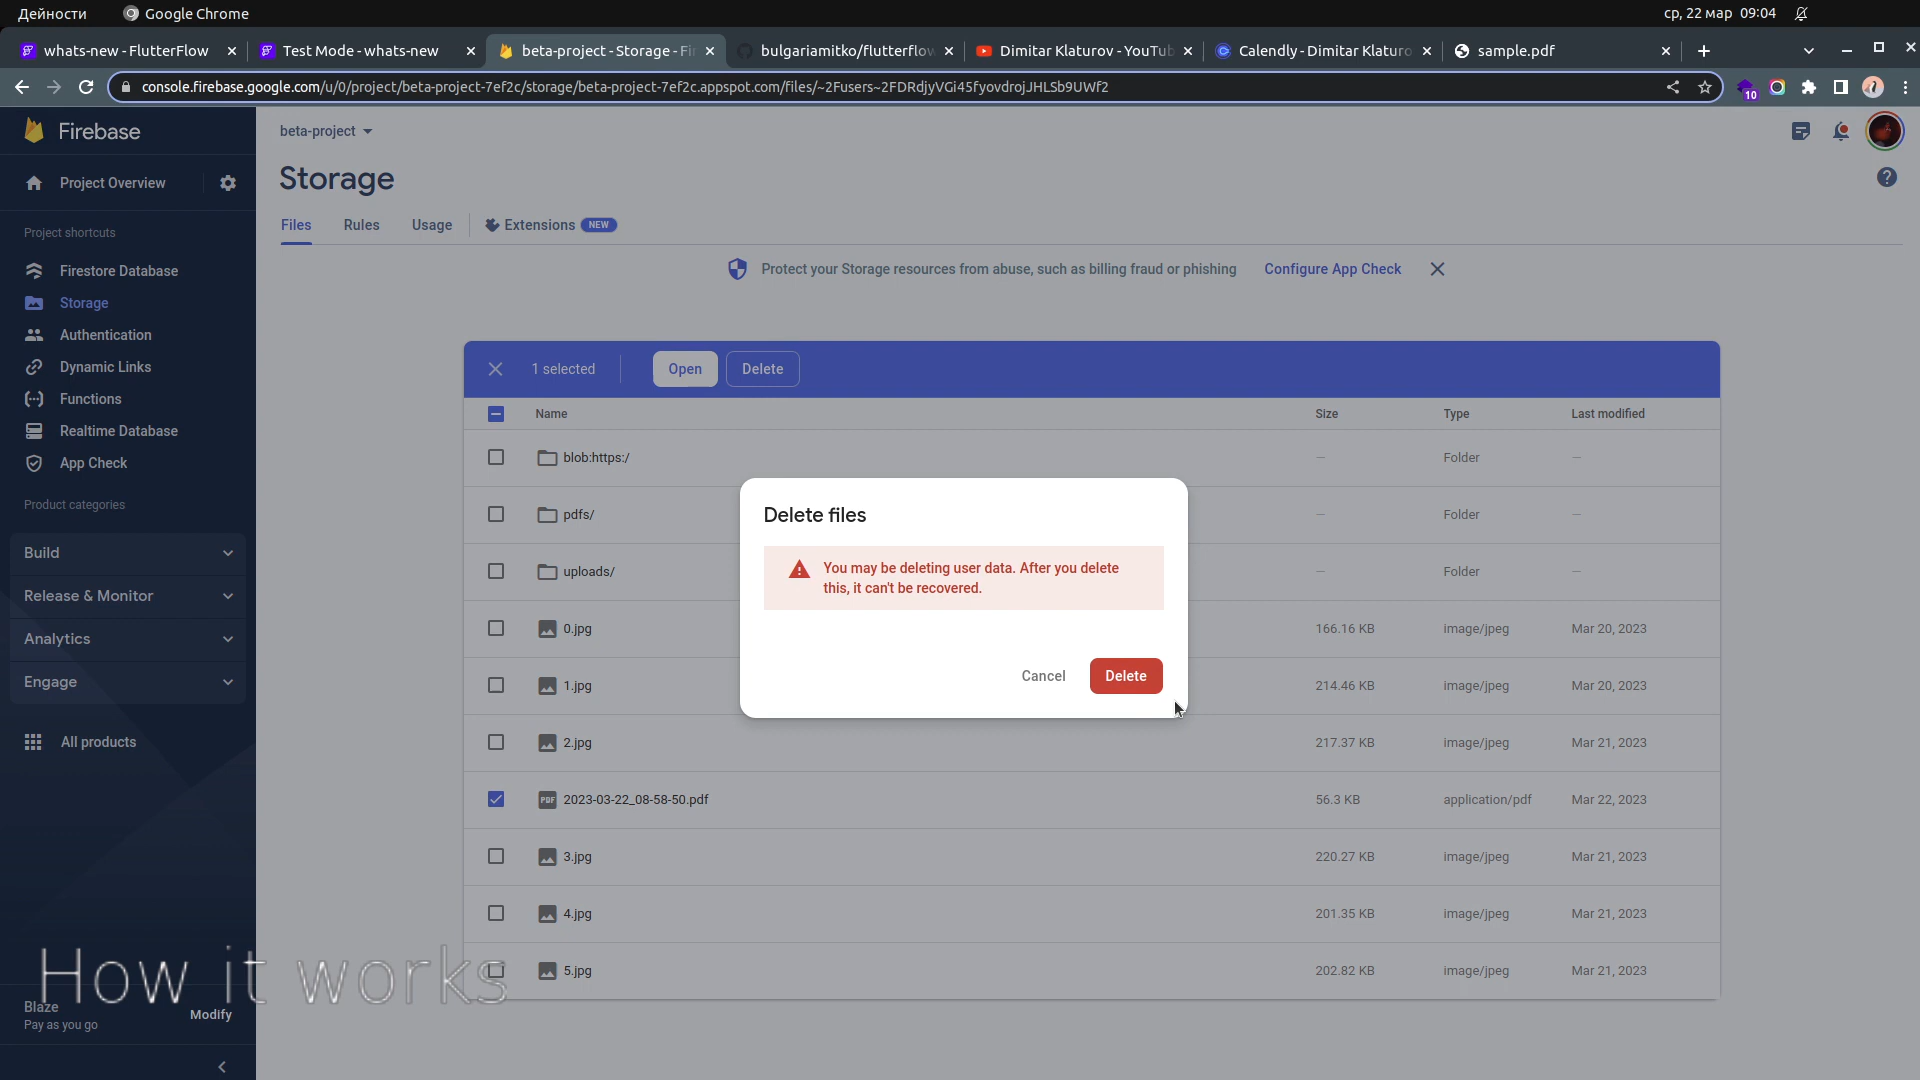 Дейности
Google Chrome
ср, 22 мар 09:04
whats-new - FlutterFlow
Test Mode - whats-new
beta-project - Storage - Fi
bulgariamitko/flutterflow
Dimitar Klaturov - YouTub
Calendly - Dimitar Klaturo
sample.pdf
console.firebase.google.com/u/0/project/beta-project-7ef2c/storage/beta-project-7ef2c.appspot.com/files/~2Fusers~2FDRdjyVGi45fyovdrojJHLSb9UWf2
10
Firebase
beta-project
Project Overview
Storage
Files
Rules
Usage
Extensions
NEW
Project shortcuts
Firestore Database
Storage
Authentication
Dynamic Links
Functions
Realtime Database
App Check
Product categories
Build
Release & Monitor
Analytics
Engage
All products
Protect your Storage resources from abuse, such as billing fraud or phishing
Configure App Check
1 selected
Open
Delete
Name
Size
Type
Last modified
blob:https:/
—
Folder
—
pdfs/
—
Folder
—
uploads/
—
Folder
—
0.jpg
166.16 KB
image/jpeg
Mar 20, 2023
1.jpg
214.46 KB
image/jpeg
Mar 20, 2023
2.jpg
217.37 KB
image/jpeg
Mar 21, 2023
PDF
2023-03-22_08-58-50.pdf
56.3 KB
application/pdf
Mar 22, 2023
3.jpg
220.27 KB
image/jpeg
Mar 21, 2023
4.jpg
201.35 KB
image/jpeg
Mar 21, 2023
5.jpg
202.82 KB
image/jpeg
Mar 21, 2023
Delete files
You may be deleting user data. After you delete
this, it can't be recovered.
Cancel
Delete
How it works
Blaze
Pay as you go
Modify